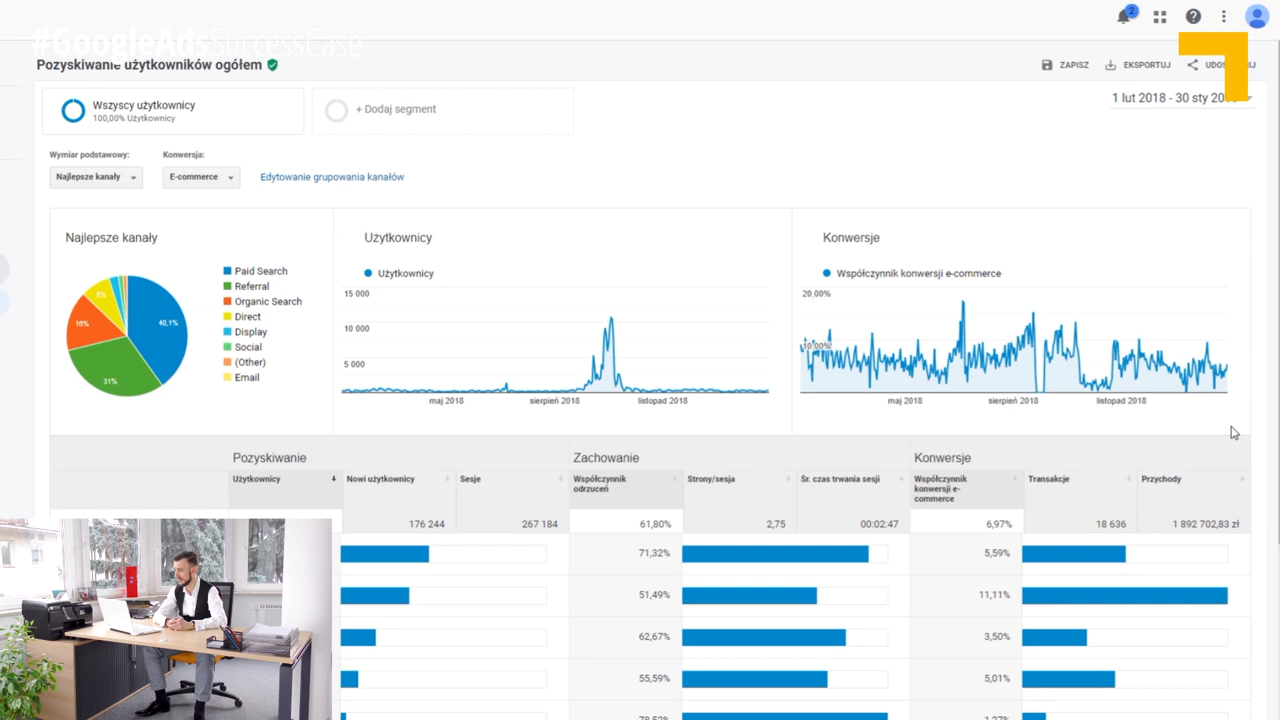 2
#GoogleAdsSuccessCase
Pozyskiwanie użytkowników ogółem
ZAPISZ
EKSPORTUJ
1 lut 2018 - 30 sty
Wszyscy użytkownicy
100,00% Użytkownicy
+ Dodaj segment
Wymiar podstawowy:
Konwersja:
Najlepsze kanały
E-commerce
Edytowanie grupowania kanałów
Najlepsze kanały
Paid Search
Referral
Organic Search
Direct
Display
Social
(Other)
Email
40,1%
31%
16%
8%
Użytkownicy
Użytkownicy
15 000
10 000
5 000
maj 2018
sierpień 2018
listopad 2018
Konwersje
Współczynnik konwersji e-commerce
20,00%
10,00%
maj 2018
sierpień 2018
listopad 2018
Pozyskiwanie
Zachowanie
Konwersje
Użytkownicy
Nowi użytkownicy
Sesje
Współczynnik
odrzuceń
Strony/sesja
Śr. czas trwania sesji
Współczynnik
konwersji e-
commerce
Transakcje
Przychody
176 244
267 184
61,80%
2,75
00:02:47
6,97%
18 636
1 892 702,83 zł
71,32%
5,59%
51,49%
11,11%
62,67%
3,50%
55,59%
5,01%